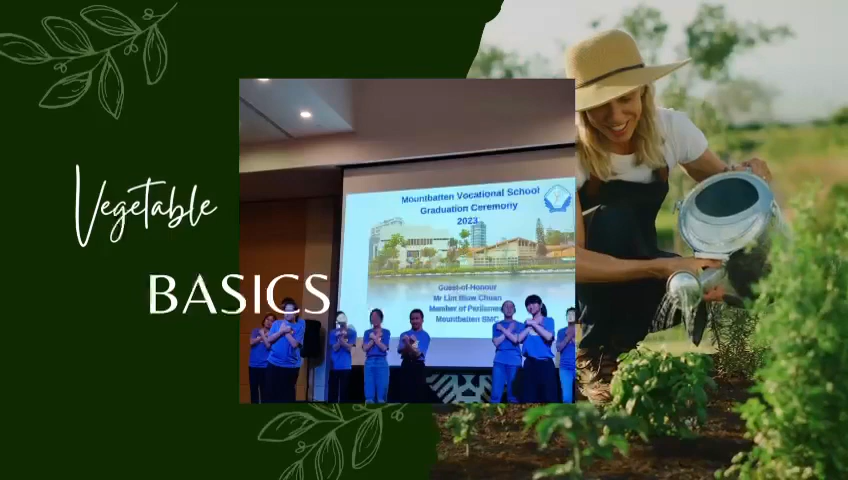 Vegetable
BASICS
Mountbatten Vocational School
Graduation Ceremony
2023
Guest-of-Honour
Mr Lim Biow Chuan
Member of Parliament
Mountbatten SMC